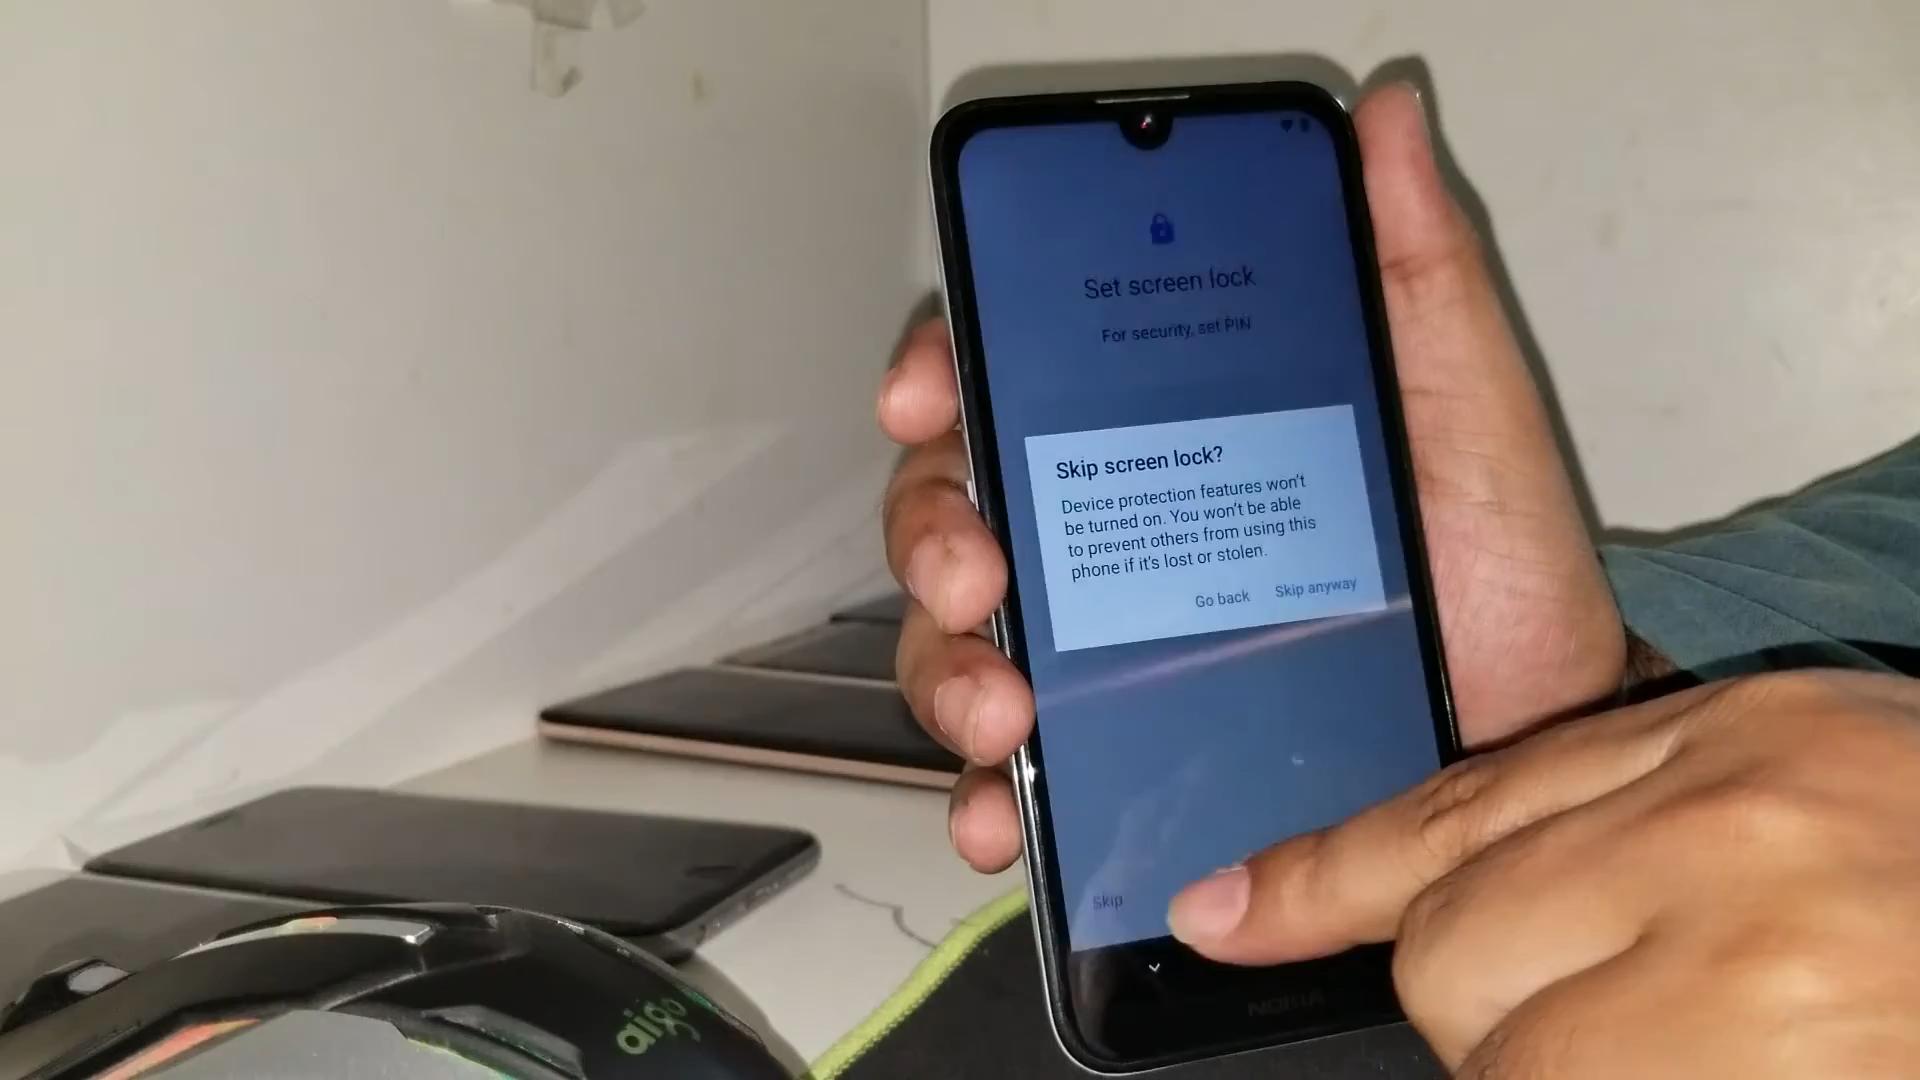 Set screen lock
For security, set PIN
Skip screen lock?
Device protection features won't
be turned on. You won't be able
to prevent others from using this
phone if it's lost or stolen.
Go back Skip anyway
Skip
NOKIA
aigo